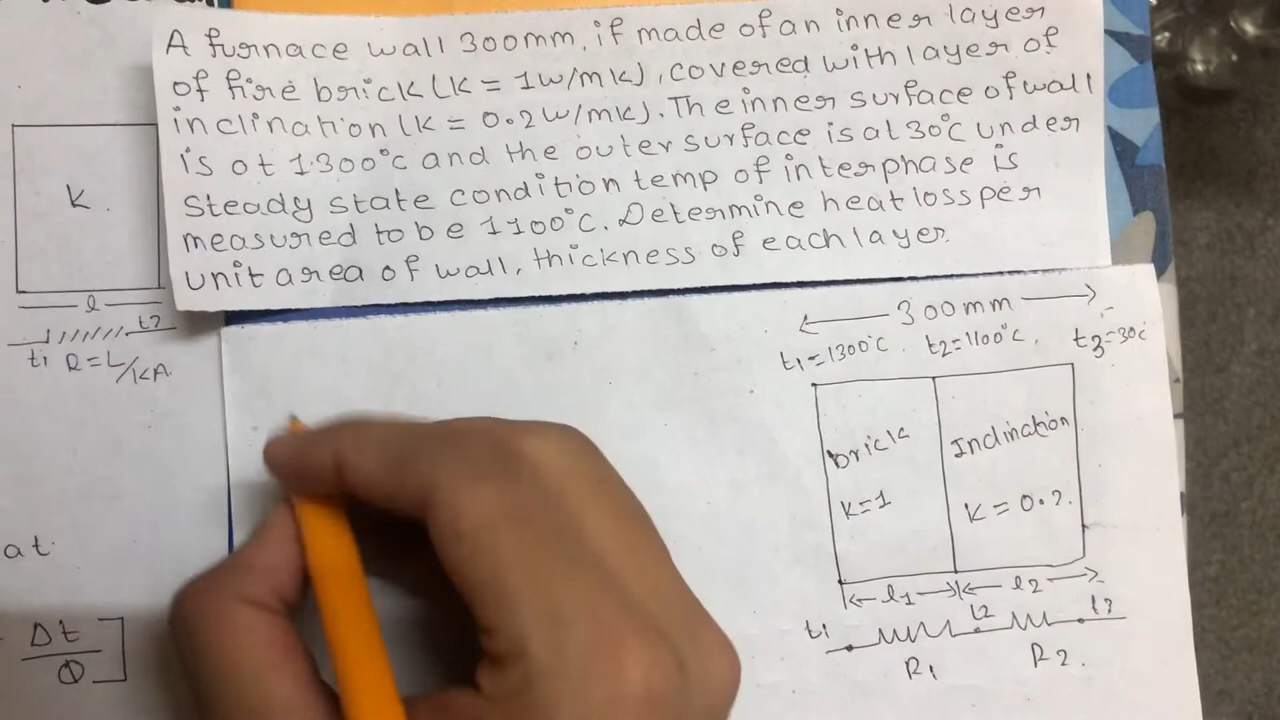 A furnace wall 300mm, if made of an inner layer
of fire brick (K = 1w/mk), covered with layer of
inclination (K = 0.2w/mk). The inner surface of wall
is at 1300°c and the outer surface is at 30°c under
steady state condition temp of interphase is
measured to be 1100°c. Determine heat loss per
unit area of wall, thickness of each layer.
K.
l
t1 t2
R = L/KA.
at.
Δt/Φ]
300mm
t1 = 1300°C. t2 = 1100°C, t3 = 30c
brick Inclination
K = 1 K = 0.2.
l1 l2
t1 t2 t3
R1 R2.